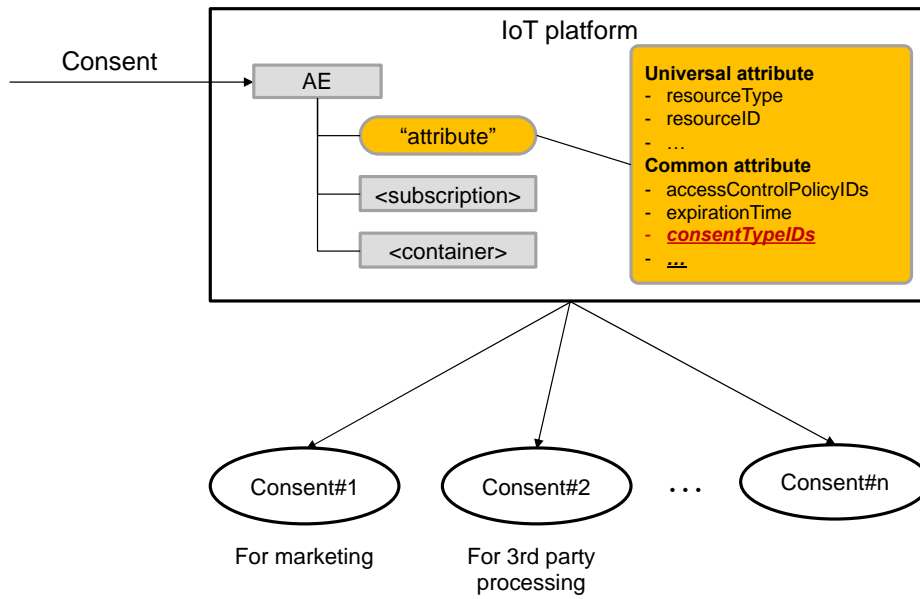 IoT platform
Consent
AE
“attribute”
<subscription>
<container>
Universal attribute
- resourceType
- resourceID
- ...
Common attribute
- accessControlPolicyIDs
- expirationTime
- consentTypeIDs
- ...
Consent#1
Consent#2
...
Consent#n
For marketing
For 3rd party
processing